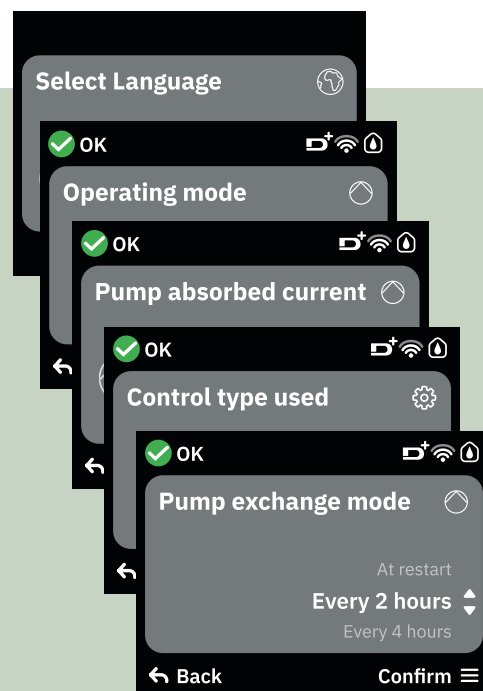 Select Language
OK
Operating mode
OK
Pump absorbed current
OK
Control type used
OK
Pump exchange mode
At restart
Every 2 hours
Every 4 hours
Back
Confirm